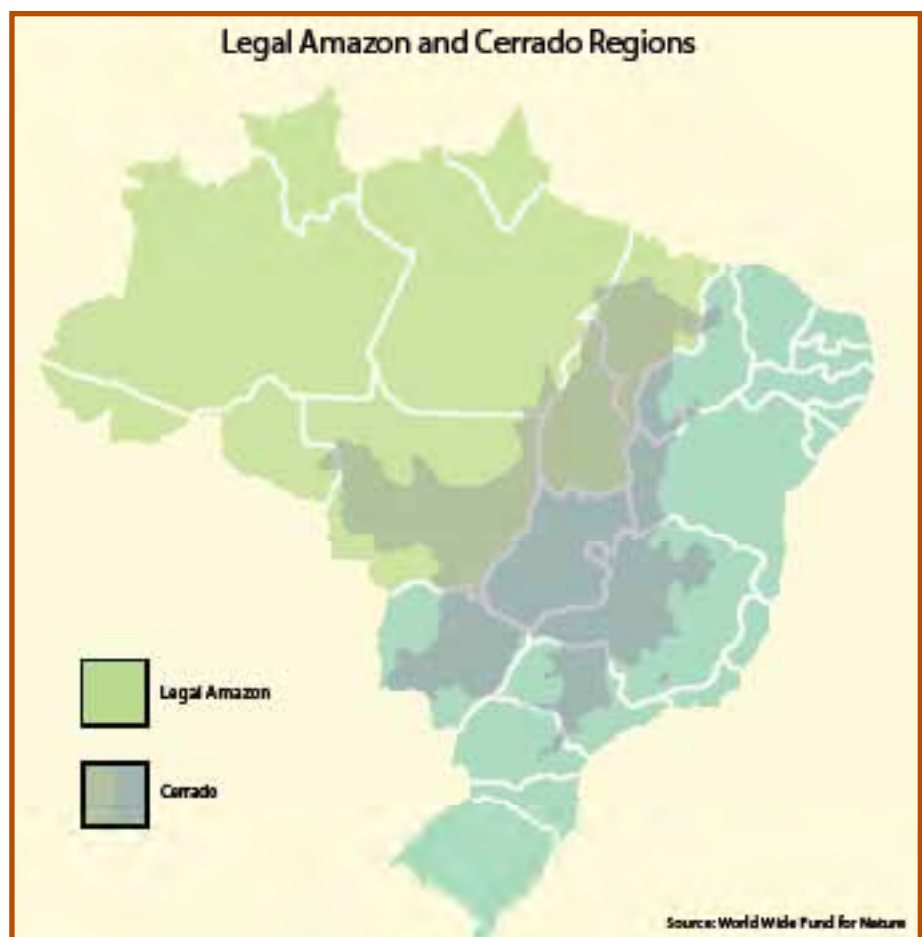 Legal Amazon and Cerrado Regions
Legal Amazon
Cerrado
Source: World Wide Fund for Nature